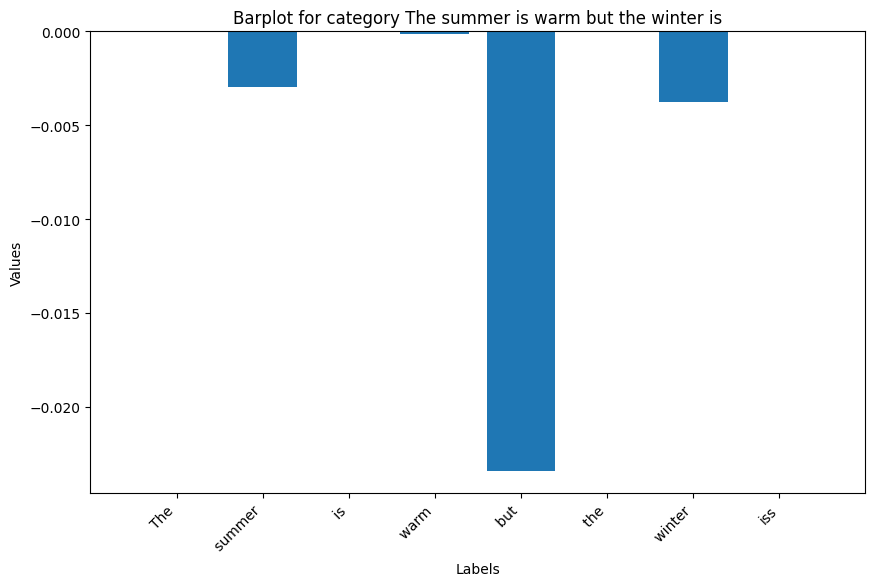 Barplot for category The summer is warm but the winter is
0.000
−0.005
−0.010
−0.015
−0.020
Values
The
summer
is
warm
but
the
winter
iss
Labels